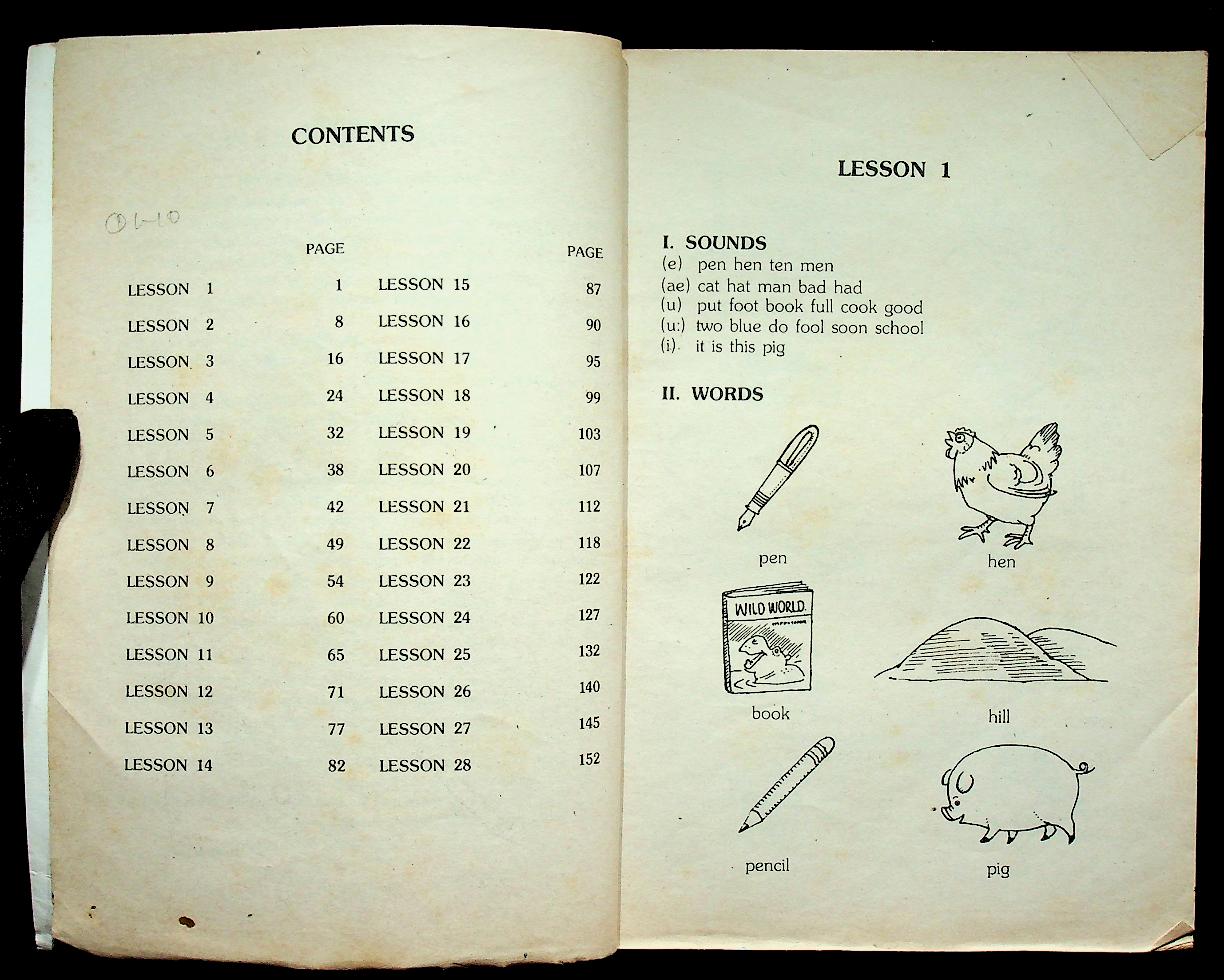 CONTENTS
PAGE PAGE
LESSON 1 1 LESSON 15 87
LESSON 2 8 LESSON 16 90
LESSON 3 16 LESSON 17 95
LESSON 4 24 LESSON 18 99
LESSON 5 32 LESSON 19 103
LESSON 6 38 LESSON 20 107
LESSON 7 42 LESSON 21 112
LESSON 8 49 LESSON 22 118
LESSON 9 54 LESSON 23 122
LESSON 10 60 LESSON 24 127
LESSON 11 65 LESSON 25 132
LESSON 12 71 LESSON 26 140
LESSON 13 77 LESSON 27 145
LESSON 14 82 LESSON 28 152
LESSON 1
I. SOUNDS
(e) pen hen ten men
(ae) cat hat man bad had
(u) put foot book full cook good
(u:) two blue do fool soon school
(i). it is this pig
II. WORDS
pen hen
WILD WORLD.
book hill
pencil pig